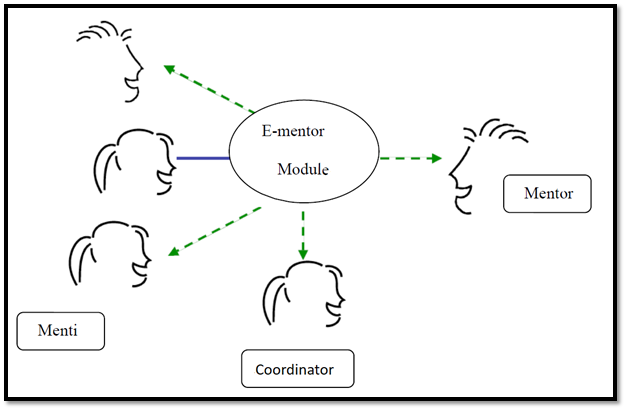 E-mentor
Module
Mentor
Menti
Coordinator